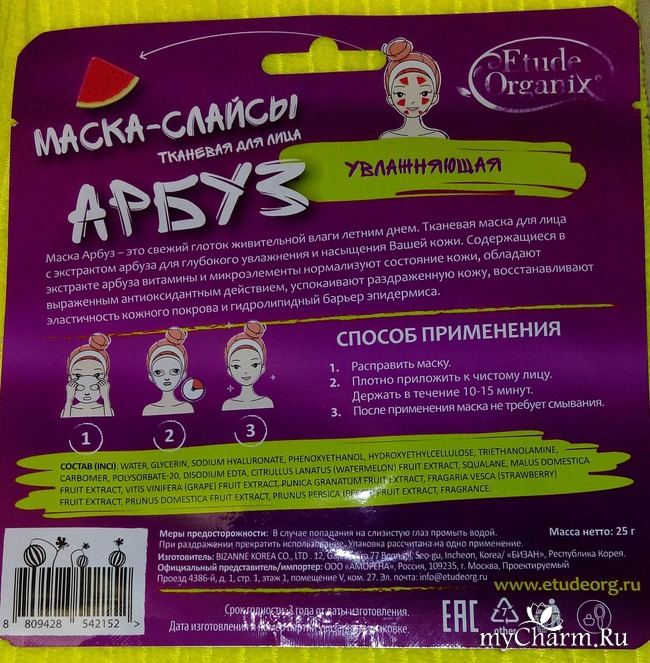 Etude
Organix®
МАСКА-СЛАЙСЫ
ТКАНЕВАЯ ДЛЯ ЛИЦА
АРБУЗ
УВЛАЖНЯЮЩАЯ
Маска Арбуз – это свежий глоток живительной влаги летним днем. Тканевая маска для лица
с экстрактом арбуза для глубокого увлажнения и насыщения Вашей кожи. Содержащиеся в
экстракте арбуза витамины и микроэлементы нормализуют состояние кожи, обладают
выраженным антиоксидантным действием, успокаивают раздраженную кожу, восстанавливают
эластичность кожного покрова и гидролипидный барьер эпидермиса.
СПОСОБ ПРИМЕНЕНИЯ
1. Расправить маску.
2. Плотно приложить к чистому лицу.
Держать в течение 10-15 минут.
3. После применения маска не требует смывания.
1 2 3
СОСТАВ (INCI): WATER, GLYCERIN, SODIUM HYALURONATE, PHENOXYETHANOL, HYDROXYETHYLCELLULOSE, TRIETHANOLAMINE,
CARBOMER, POLYSORBATE-20, DISODIUM EDTA, CITRULLUS LANATUS (WATERMELON) FRUIT EXTRACT, SQUALANE, MALUS DOMESTICA
FRUIT EXTRACT, VITIS VINIFERA (GRAPE) FRUIT EXTRACT, PUNICA GRANATUM FRUIT EXTRACT, FRAGARIA VESCA (STRAWBERRY)
FRUIT EXTRACT, PRUNUS DOMESTICA FRUIT EXTRACT, PRUNUS PERSICA FRUIT EXTRACT, FRAGRANCE.
Меры предосторожности: В случае попадания на слизистую глаз промыть водой.
При раздражении прекратить использование. Упаковка рассчитана на одно применение.
Масса нетто: 25 г
Изготовитель: BIZANNE KOREA CO., LTD . 12, 77 Seo-gu, Incheon, Korea/ «БИЗАН», Республика Корея.
Официальный представитель/импортер: ООО «АМОРЕНА», Россия, 109235, г. Москва, Проектируемый
Проезд 4386-й, д. 1, стр. 1, этаж 1, помещение V, ком. 27. Эл. почта: info@etudeorg.ru
www.etudeorg.ru
8 809428 542152 >
Срок годности: 3 года от даты изготовления.
Дата изготовления и
EAC
other
myCharm.Ru